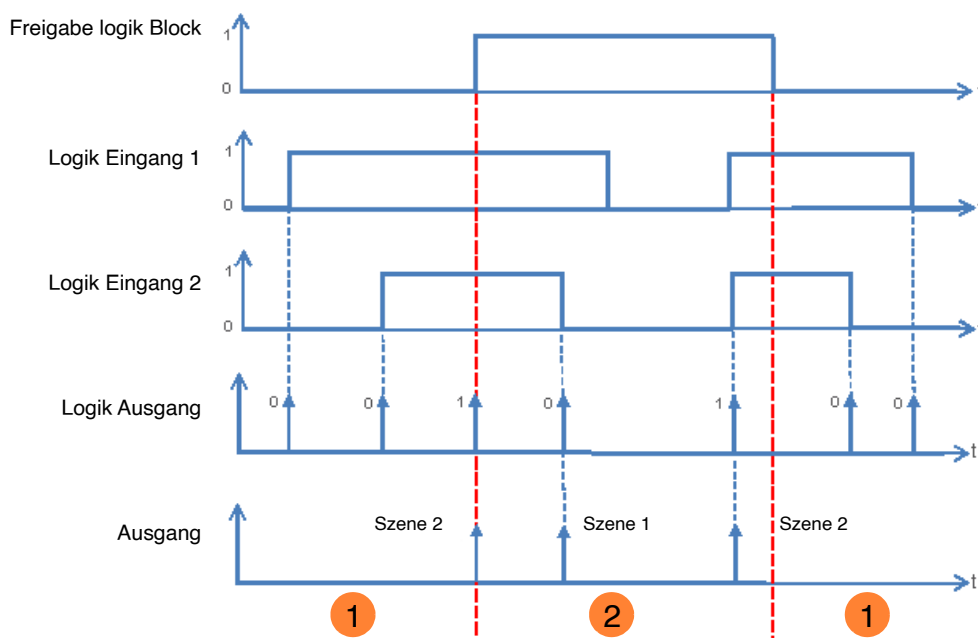 Freigabe logik Block
1
0
Logik Eingang 1
1
0
Logik Eingang 2
1
0
Logik Ausgang
0 0 1 0 1 0 0
t
Ausgang
Szene 2 Szene 1 Szene 2
t
1 2 1